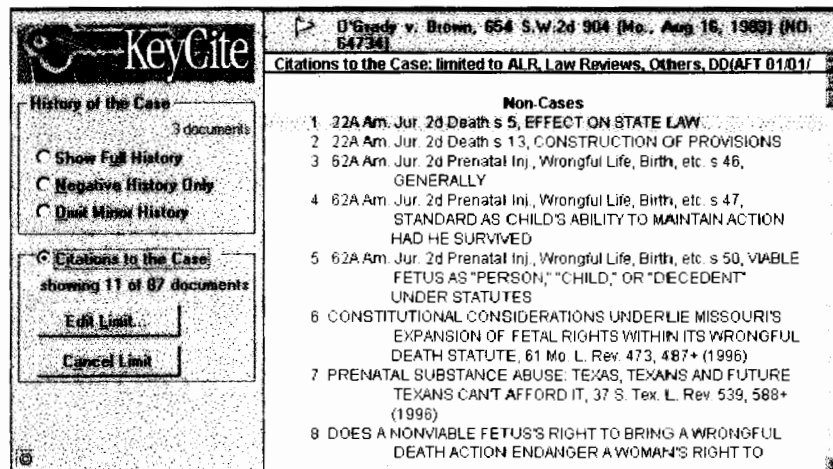 KeyCite
History of the Case
3 documents
Show Full History
Negative History Only
Omit Minor History
Citations to the Case
showing 11 of 87 documents
Edit Limit...
Cancel Limit
O'Grady v. Brown, 654 S.W.2d 904 (Mo., Aug 16, 1983) (NO.
64734)
Citations to the Case: limited to ALR, Law Reviews, Others, DD(AFT 01/01/
Non-Cases
1 22A Am. Jur. 2d Death s 5, EFFECT ON STATE LAW
2 22A Am. Jur. 2d Death s 13, CONSTRUCTION OF PROVISIONS
3 62A Am. Jur. 2d Prenatal Inj., Wrongful Life, Birth, etc. s 46,
GENERALLY
4 62A Am. Jur. 2d Prenatal Inj., Wrongful Life, Birth, etc. s 47,
STANDARD AS CHILD'S ABILITY TO MAINTAIN ACTION
HAD HE SURVIVED
5 62A Am. Jur. 2d Prenatal Inj., Wrongful Life, Birth, etc. s 50, VIABLE
FETUS AS "PERSON," "CHILD," OR "DECEDENT"
UNDER STATUTES
6 CONSTITUTIONAL CONSIDERATIONS UNDERLIE MISSOURI'S
EXPANSION OF FETAL RIGHTS WITHIN ITS WRONGFUL
DEATH STATUTE, 61 Mo. L. Rev. 473, 487+ (1996)
7 PRENATAL SUBSTANCE ABUSE: TEXAS, TEXANS AND FUTURE
TEXANS CAN'T AFFORD IT, 37 S. Tex. L. Rev. 539, 588+
(1996)
8 DOES A NONVIABLE FETUS'S RIGHT TO BRING A WRONGFUL
DEATH ACTION ENDANGER A WOMAN'S RIGHT TO